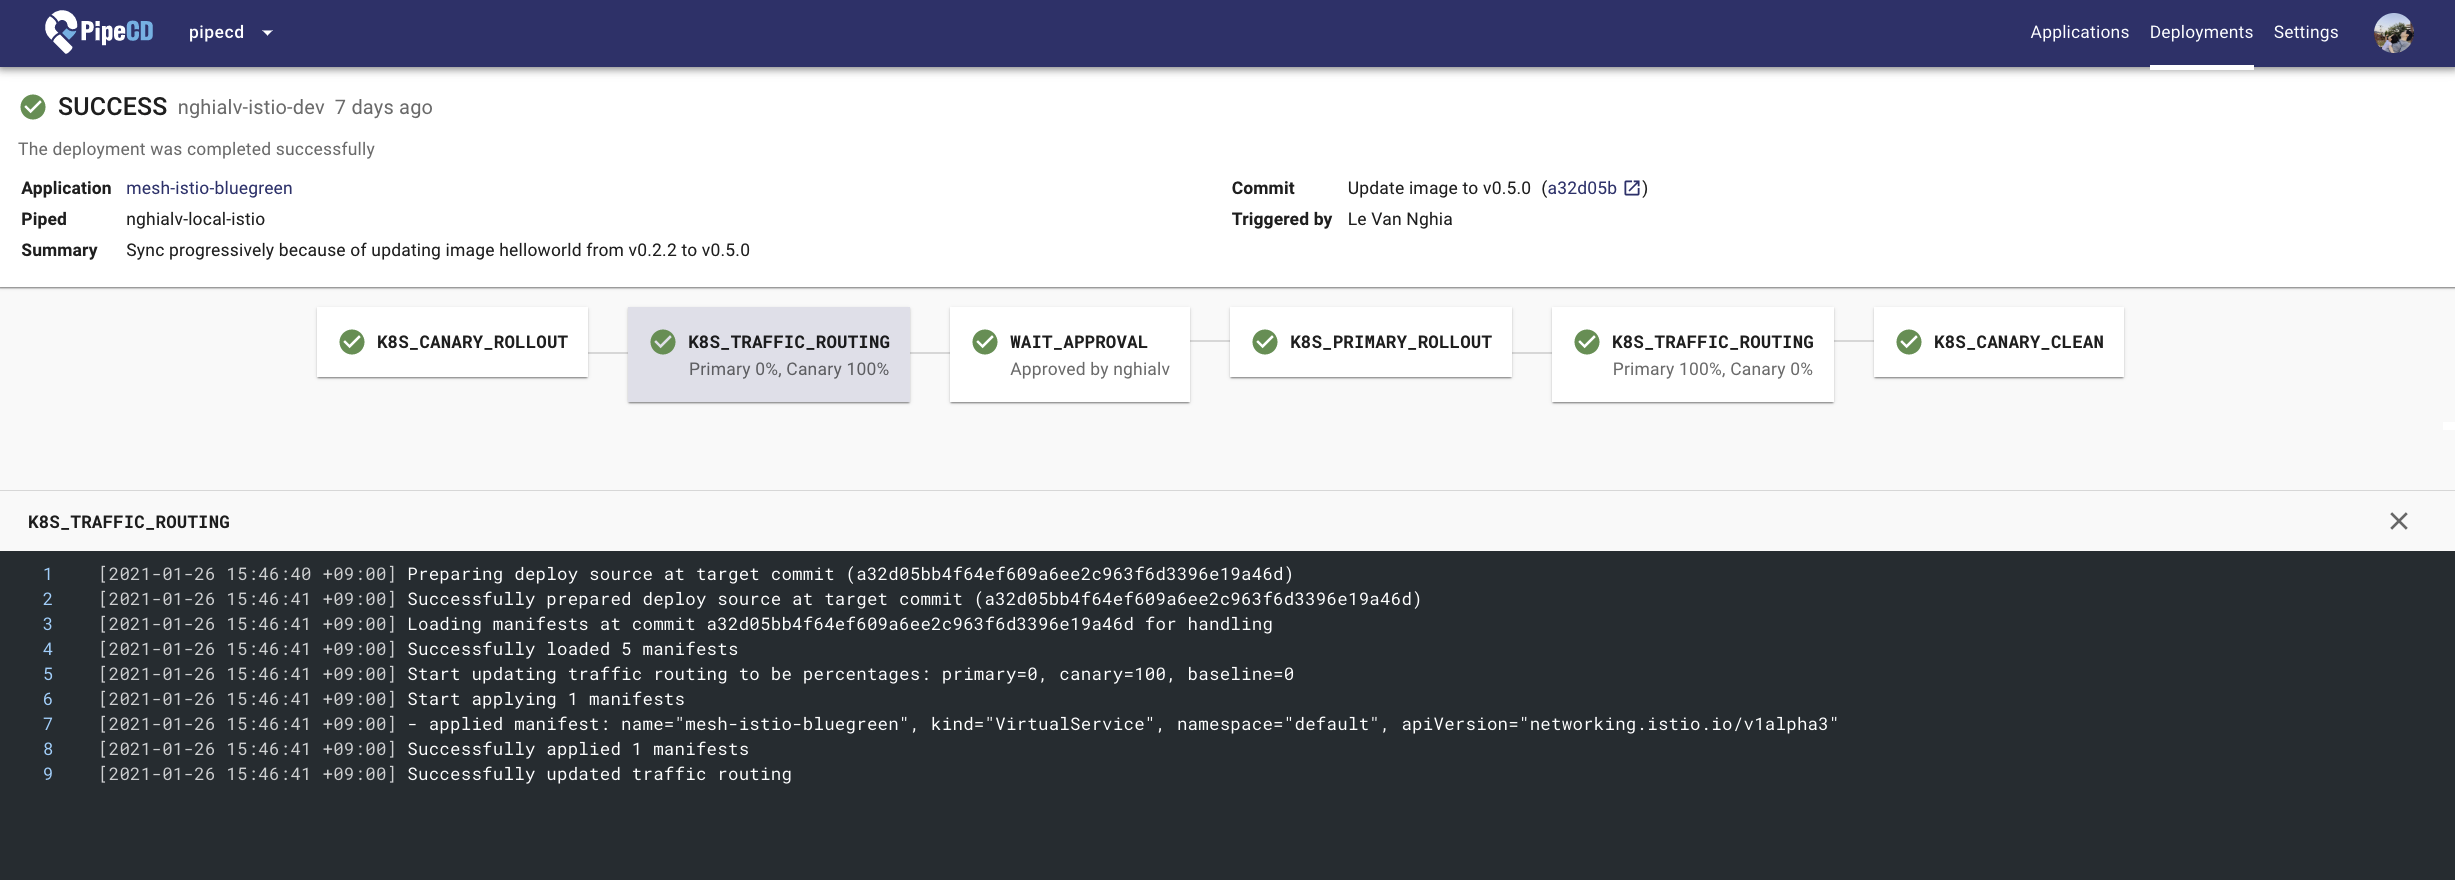 PipeCD pipecd Applications Deployments Settings
SUCCESS nghialv-istio-dev 7 days ago
The deployment was completed successfully
Application mesh-istio-bluegreen
Piped nghialv-local-istio
Summary Sync progressively because of updating image helloworld from v0.2.2 to v0.5.0
Commit Update image to v0.5.0 (a32d05b)
Triggered by Le Van Nghia
K8S_CANARY_ROLLOUT
K8S_TRAFFIC_ROUTING
Primary 0%, Canary 100%
WAIT_APPROVAL
Approved by nghialv
K8S_PRIMARY_ROLLOUT
K8S_TRAFFIC_ROUTING
Primary 100%, Canary 0%
K8S_CANARY_CLEAN
K8S_TRAFFIC_ROUTING
1 [2021-01-26 15:46:40 +09:00] Preparing deploy source at target commit (a32d05bb4f64ef609a6ee2c963f6d3396e19a46d)
2 [2021-01-26 15:46:41 +09:00] Successfully prepared deploy source at target commit (a32d05bb4f64ef609a6ee2c963f6d3396e19a46d)
3 [2021-01-26 15:46:41 +09:00] Loading manifests at commit a32d05bb4f64ef609a6ee2c963f6d3396e19a46d for handling
4 [2021-01-26 15:46:41 +09:00] Successfully loaded 5 manifests
5 [2021-01-26 15:46:41 +09:00] Start updating traffic routing to be percentages: primary=0, canary=100, baseline=0
6 [2021-01-26 15:46:41 +09:00] Start applying 1 manifests
7 [2021-01-26 15:46:41 +09:00] - applied manifest: name="mesh-istio-bluegreen", kind="VirtualService", namespace="default", apiVersion="networking.istio.io/v1alpha3"
8 [2021-01-26 15:46:41 +09:00] Successfully applied 1 manifests
9 [2021-01-26 15:46:41 +09:00] Successfully updated traffic routing